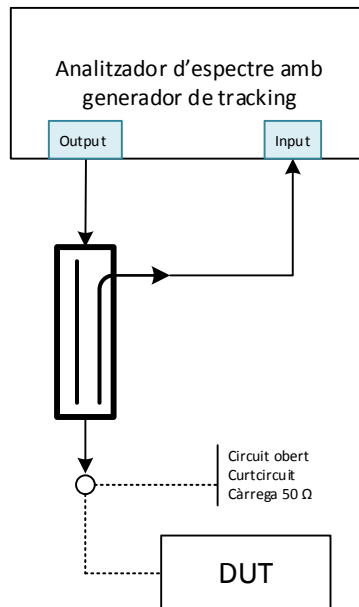 Analitzador d’espectre amb
generador de tracking
Output
Input
Circuit obert
Curtcircuit
Càrrega 50 Ω
DUT